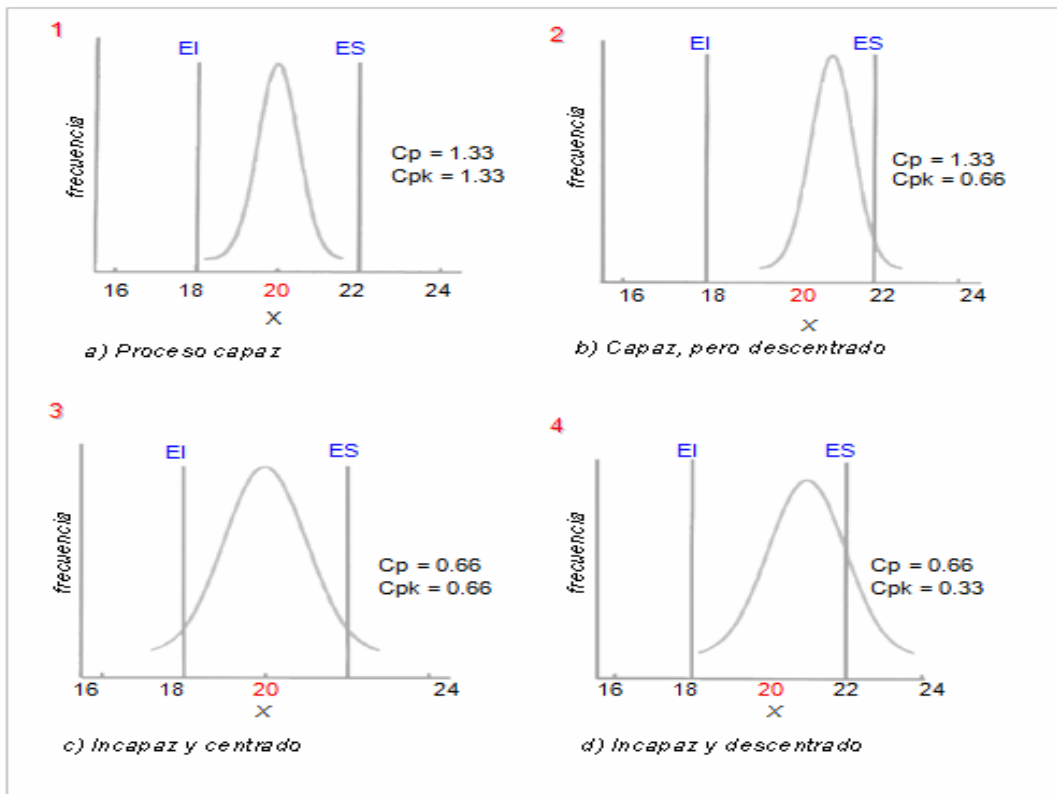 1
EI ES
frecuencia
Cp = 1.33
Cpk = 1.33
16 18 20 22 24
X
a) Proceso capaz
2
EI ES
frecuencia
Cp = 1.33
Cpk = 0.66
16 18 20 22 24
X
b) Capaz, pero descentrado
3
EI ES
frecuencia
Cp = 0.66
Cpk = 0.66
16 18 20 22 24
X
c) Incapaz y centrado
4
EI ES
frecuencia
Cp = 0.66
Cpk = 0.33
16 18 20 22 24
X
d) Incapaz y descentrado